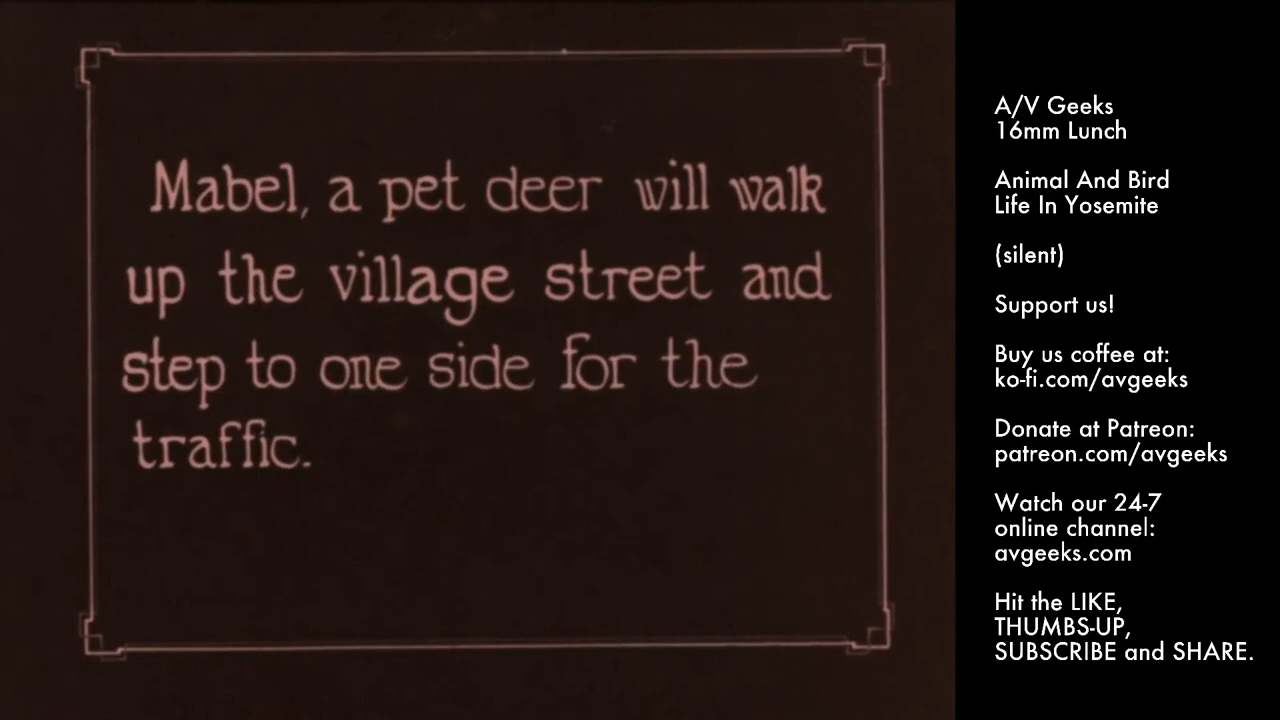 Mabel, a pet deer will walk
up the village street and
step to one side for the
traffic.
A/V Geeks
16mm Lunch
Animal And Bird
Life In Yosemite
(silent)
Support us!
Buy us coffee at:
ko-fi.com/avgeeks
Donate at Patreon:
patreon.com/avgeeks
Watch our 24-7
online channel:
avgeeks.com
Hit the LIKE,
THUMBS-UP,
SUBSCRIBE and SHARE.